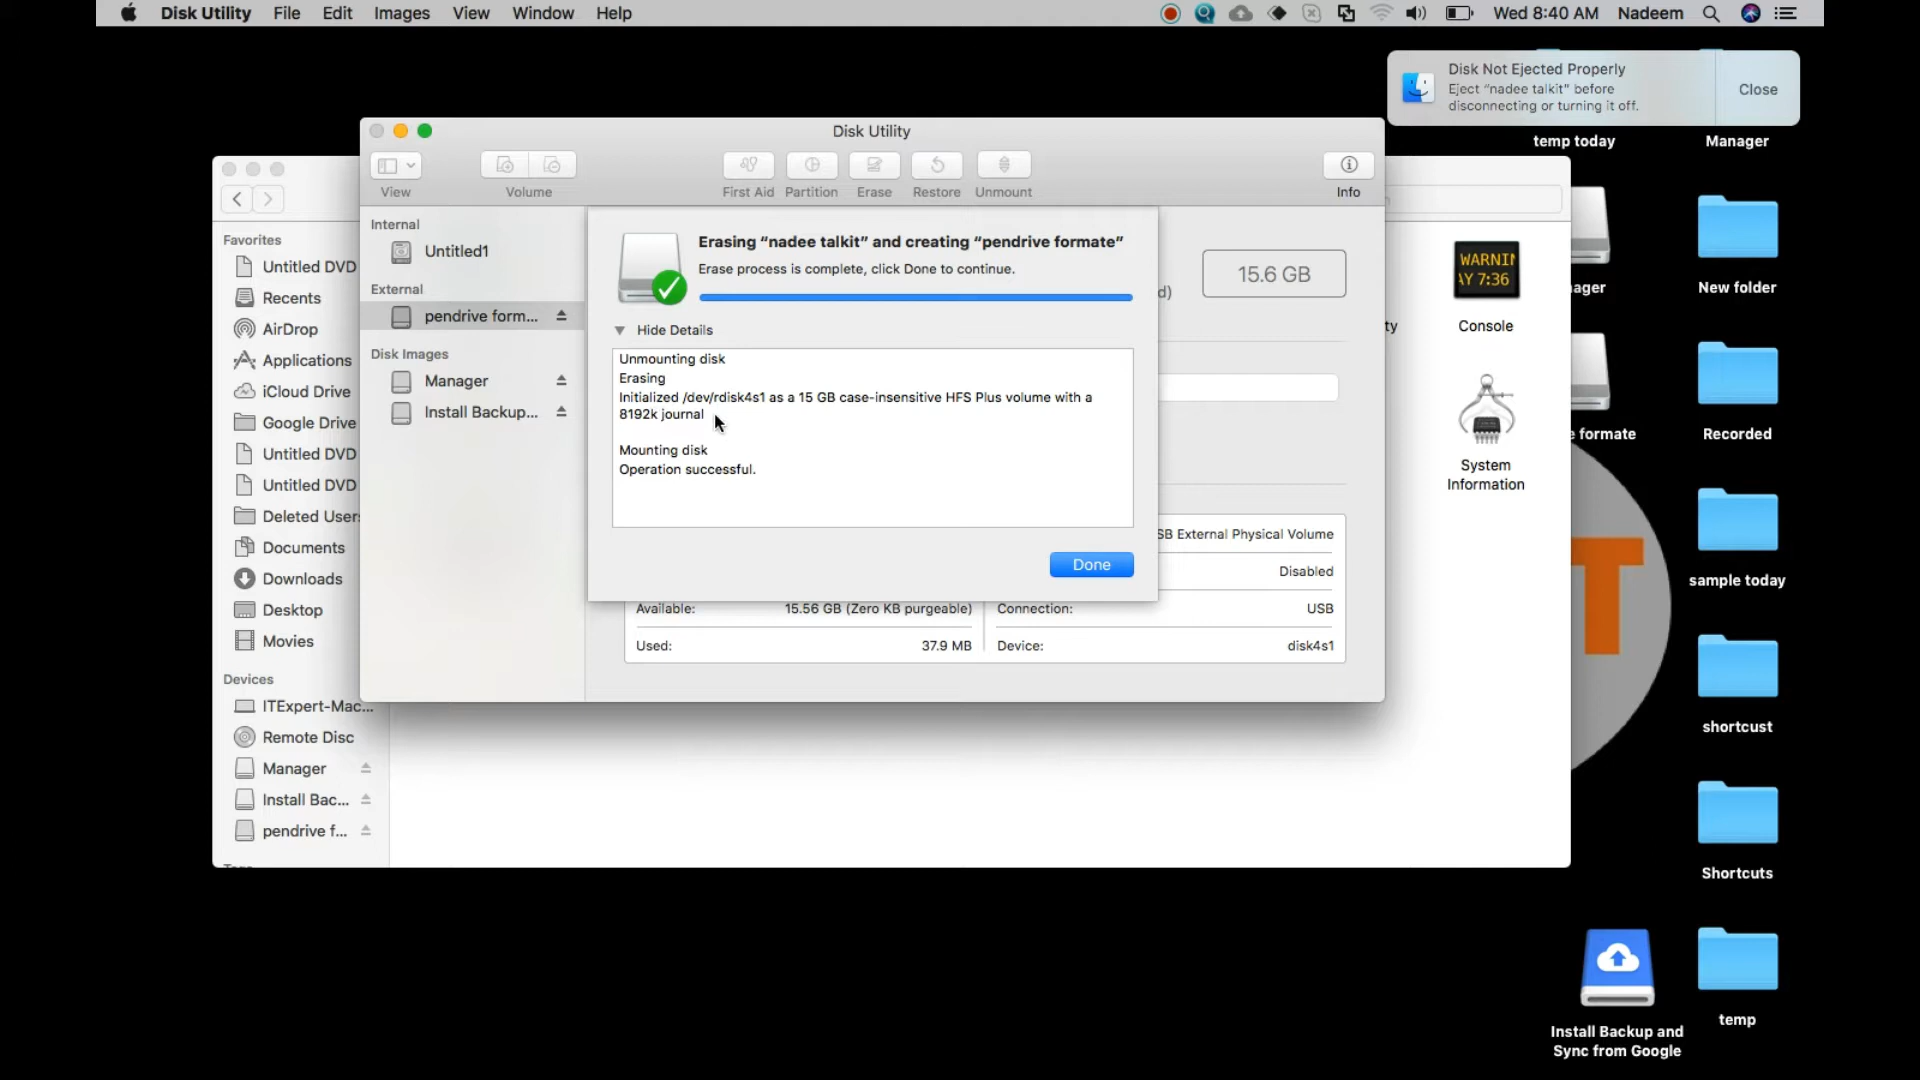 Disk Utility File Edit Images View Window Help
Wed 8:40 AM Nadeem
Disk Not Ejected Properly
Eject “nadee talkit” before
disconnecting or turning it off.
Close
temp today
Manager
Disk Utility
View
Volume
First Aid
Partition
Erase
Restore
Unmount
Info
Internal
Untitled1
External
pendrive form...
Disk Images
Manager
Install Backup...
Erasing “nadee talkit” and creating “pendrive formate”
Erase process is complete, click Done to continue.
Hide Details
Unmounting disk
Erasing
Initialized /dev/rdisk4s1 as a 15 GB case-insensitive HFS Plus volume with a
8192k journal
Mounting disk
Operation successful.
Done
d)
15.6 GB
SB External Physical Volume
Disabled
Available: 15.56 GB (Zero KB purgeable)
Connection: USB
Used: 37.9 MB
Device: disk4s1
Favorites
Untitled DVD
Recents
AirDrop
Applications
iCloud Drive
Google Drive
Untitled DVD
Untitled DVD
Deleted Users
Documents
Downloads
Desktop
Movies
Devices
ITExpert-Mac...
Remote Disc
Manager
Install Bac...
pendrive f...
ty
WARNIN
AY 7:36
Console
System
Information
ager
e formate
T
New folder
Recorded
sample today
shortcust
Shortcuts
temp
Install Backup and
Sync from Google